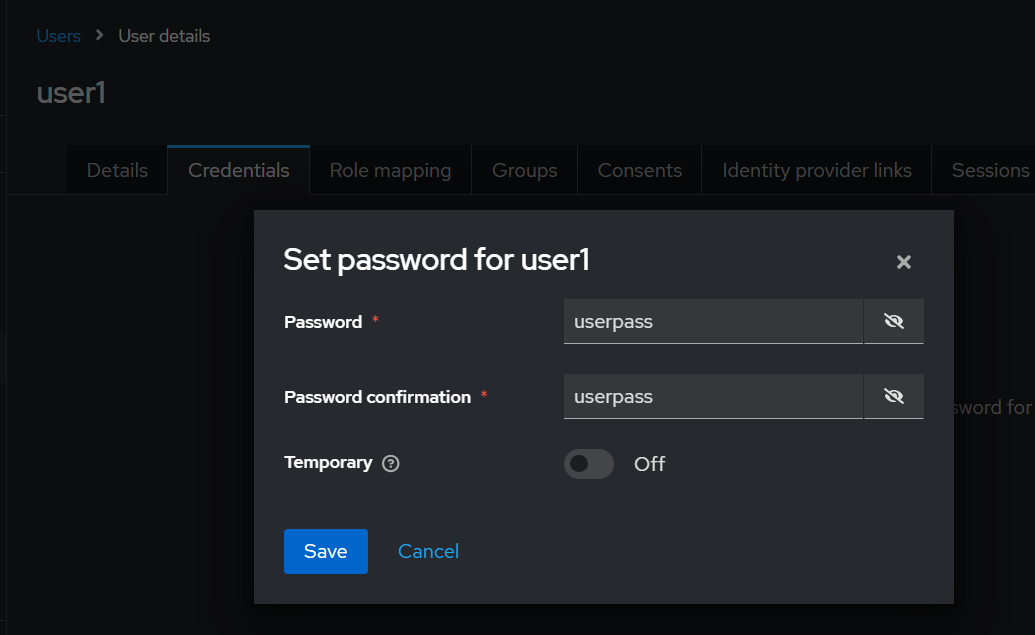 Users > User details
user1
Details Credentials Role mapping Groups Consents Identity provider links Sessions
Set password for user1 ×
Password * userpass
Password confirmation * userpass
sword for
Temporary ? Off
Save Cancel